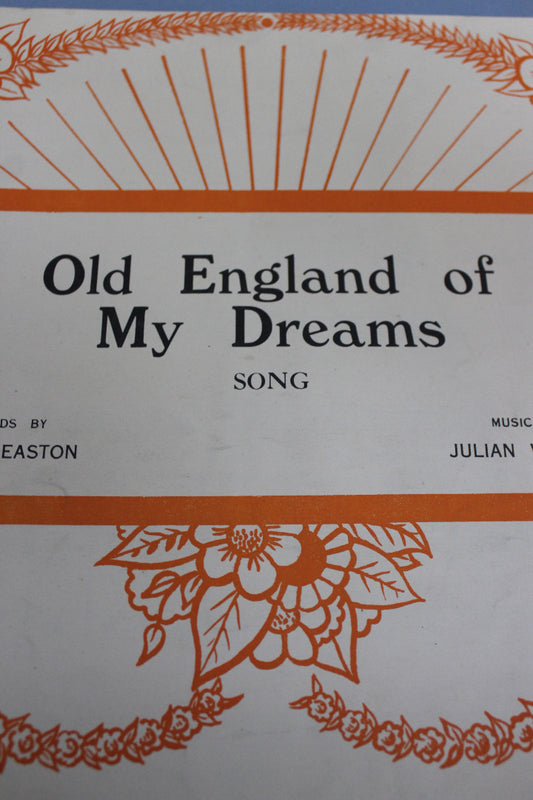 Old England of
My Dreams
SONG
DS BY
EASTON
MUSIC
JULIAN